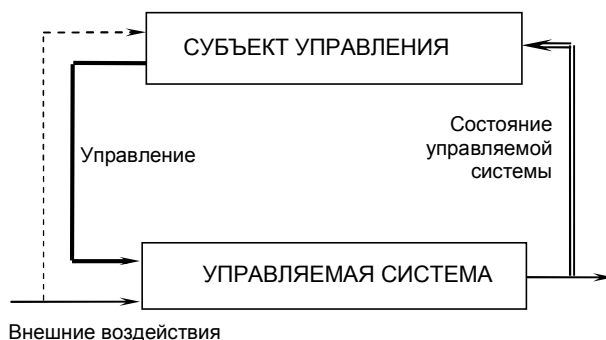 СУБЪЕКТ УПРАВЛЕНИЯ
Управление
Состояние
управляемой
системы
УПРАВЛЯЕМАЯ СИСТЕМА
Внешние воздействия